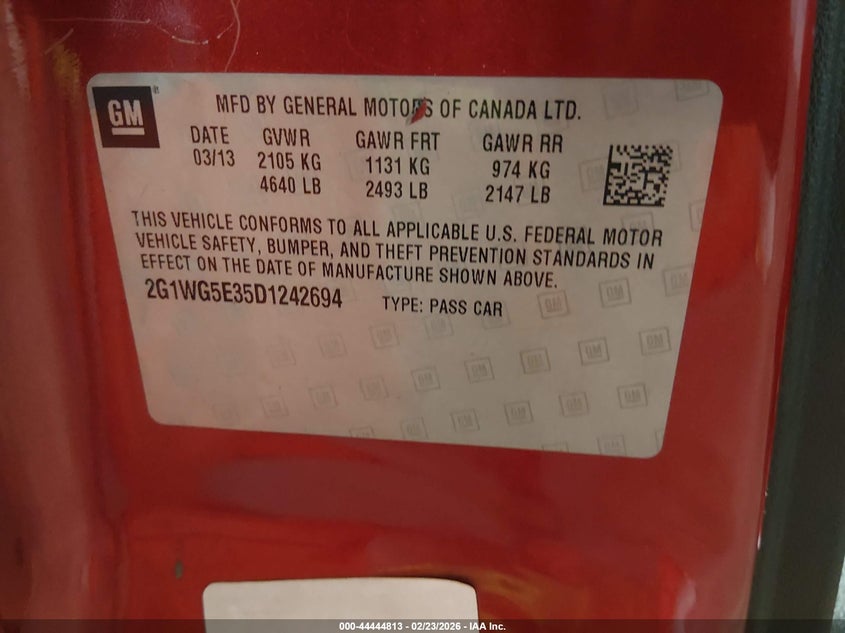 GM
MFD BY GENERAL MOTORS OF CANADA LTD.
DATE GVWR GAWR FRT GAWR RR
03/13 2105 KG 1131 KG 974 KG
4640 LB 2493 LB 2147 LB
THIS VEHICLE CONFORMS TO ALL APPLICABLE U.S. FEDERAL MOTOR
VEHICLE SAFETY, BUMPER, AND THEFT PREVENTION STANDARDS IN
EFFECT ON THE DATE OF MANUFACTURE SHOWN ABOVE.
2G1WG5E35D1242694 TYPE: PASS CAR
000-44444813 - 02/23/2026 - IAA Inc.